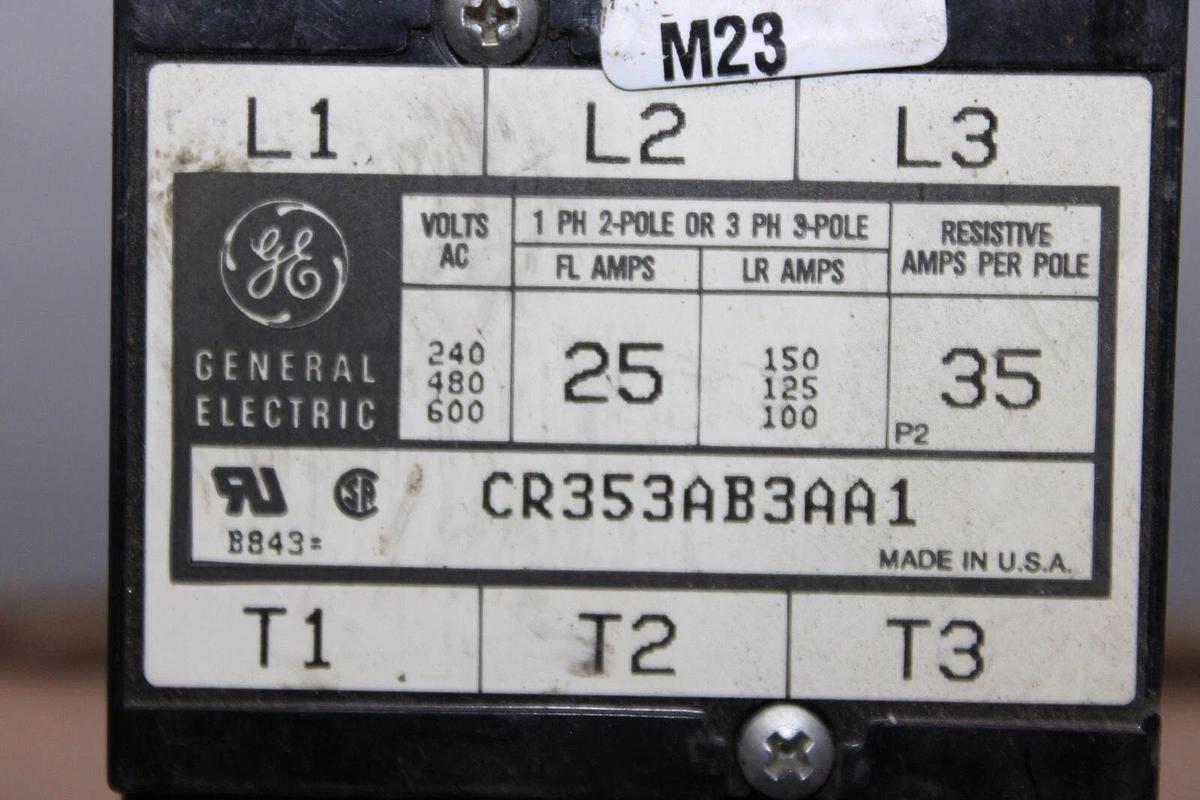 M23
L1 L2 L3
GE
GENERAL
ELECTRIC
VOLTS
AC
1 PH 2-POLE OR 3 PH 3-POLE
FL AMPS
LR AMPS
RESISTIVE
AMPS PER POLE
240
480
600
25
150
125
100
35
P2
RU SA
CR353AB3AA1
B843=
MADE IN U.S.A.
T1 T2 T3